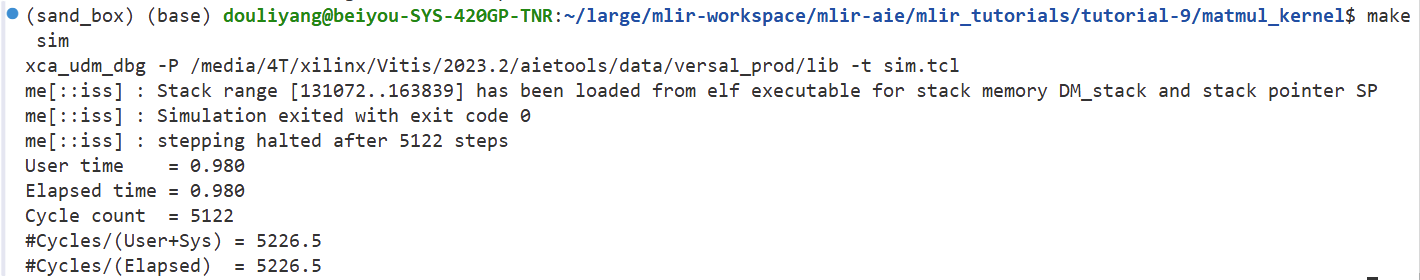 (sand_box) (base) douliyang@beiyou-SYS-420GP-TNR:~/large/mlir-workspace/mlir-aie/mlir_tutorials/tutorial-9/matmul_kernel$ make
 sim
xca_udm_dbg -P /media/4T/xilinx/Vitis/2023.2/aietools/data/versal_prod/lib -t sim.tcl
me[::iss] : Stack range [131072..163839] has been loaded from elf executable for stack memory DM_stack and stack pointer SP
me[::iss] : Simulation exited with exit code 0
me[::iss] : stepping halted after 5122 steps
User time    = 0.980
Elapsed time = 0.980
Cycle count  = 5122
#Cycles/(User+Sys) = 5226.5
#Cycles/(Elapsed)  = 5226.5